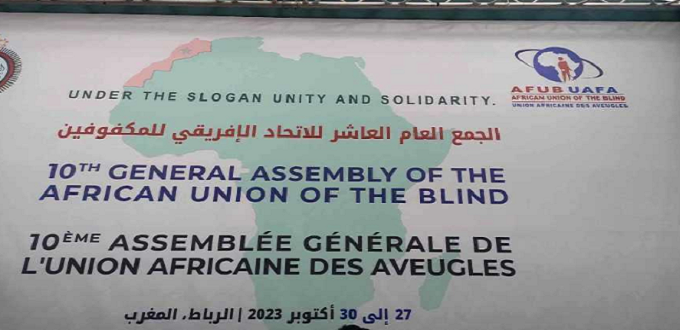 AFUB UAFA
AFRICAN UNION OF THE BLIND
UNION AFRICAINE DES AVEUGLES
UNDER THE SLOGAN UNITY AND SOLIDARITY.
الجمع العام العاشر للاتحاد الإفريقي للمكفوفين
10TH GENERAL ASSEMBLY OF THE
AFRICAN UNION OF THE BLIND
10ÈME ASSEMBLÉE GÉNÉRALE DE
L'UNION AFRICAINE DES AVEUGLES
27 إلى 30 أكتوبر 2023 | الرباط، المغرب